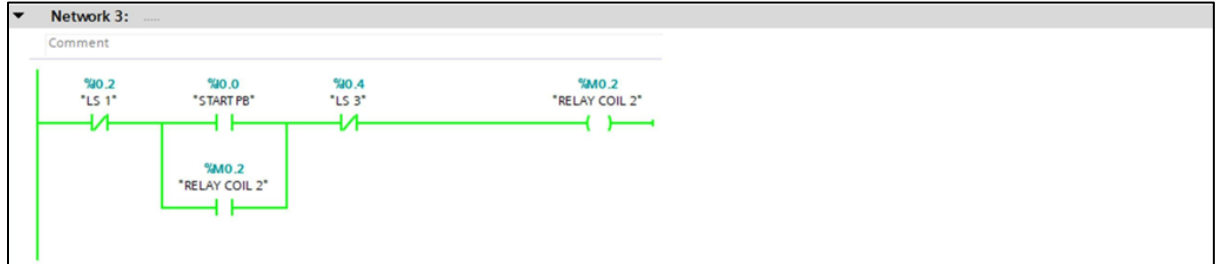 Network 3: .....
Comment
%I0.2 %I0.0 %I0.4 %M0.2
"LS 1" "START PB" "LS 3" "RELAY COIL 2"
%M0.2
"RELAY COIL 2"